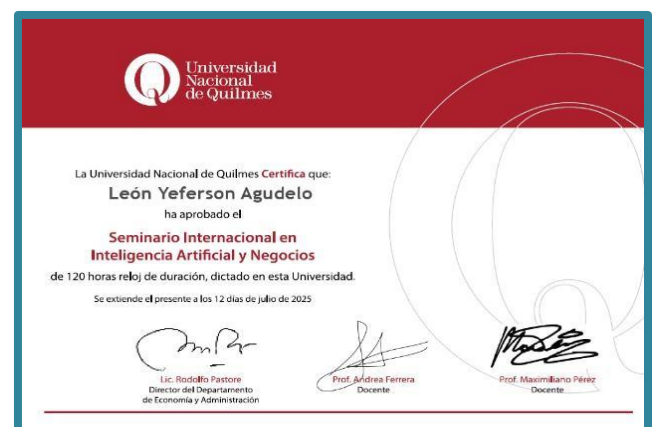 Universidad
Nacional
de Quilmes
La Universidad Nacional de Quilmes Certifica que:
León Yeferson Agudelo
ha aprobado el
Seminario Internacional en
Inteligencia Artificial y Negocios
de 120 horas reloj de duración, dictado en esta Universidad.
Se extiende el presente a los 12 días de julio de 2025
Lic. Rodolfo Pastore
Director del Departamento
de Economía y Administración
Prof. Andrea Ferrera
Docente
Prof. Maximiliano Pérez
Docente